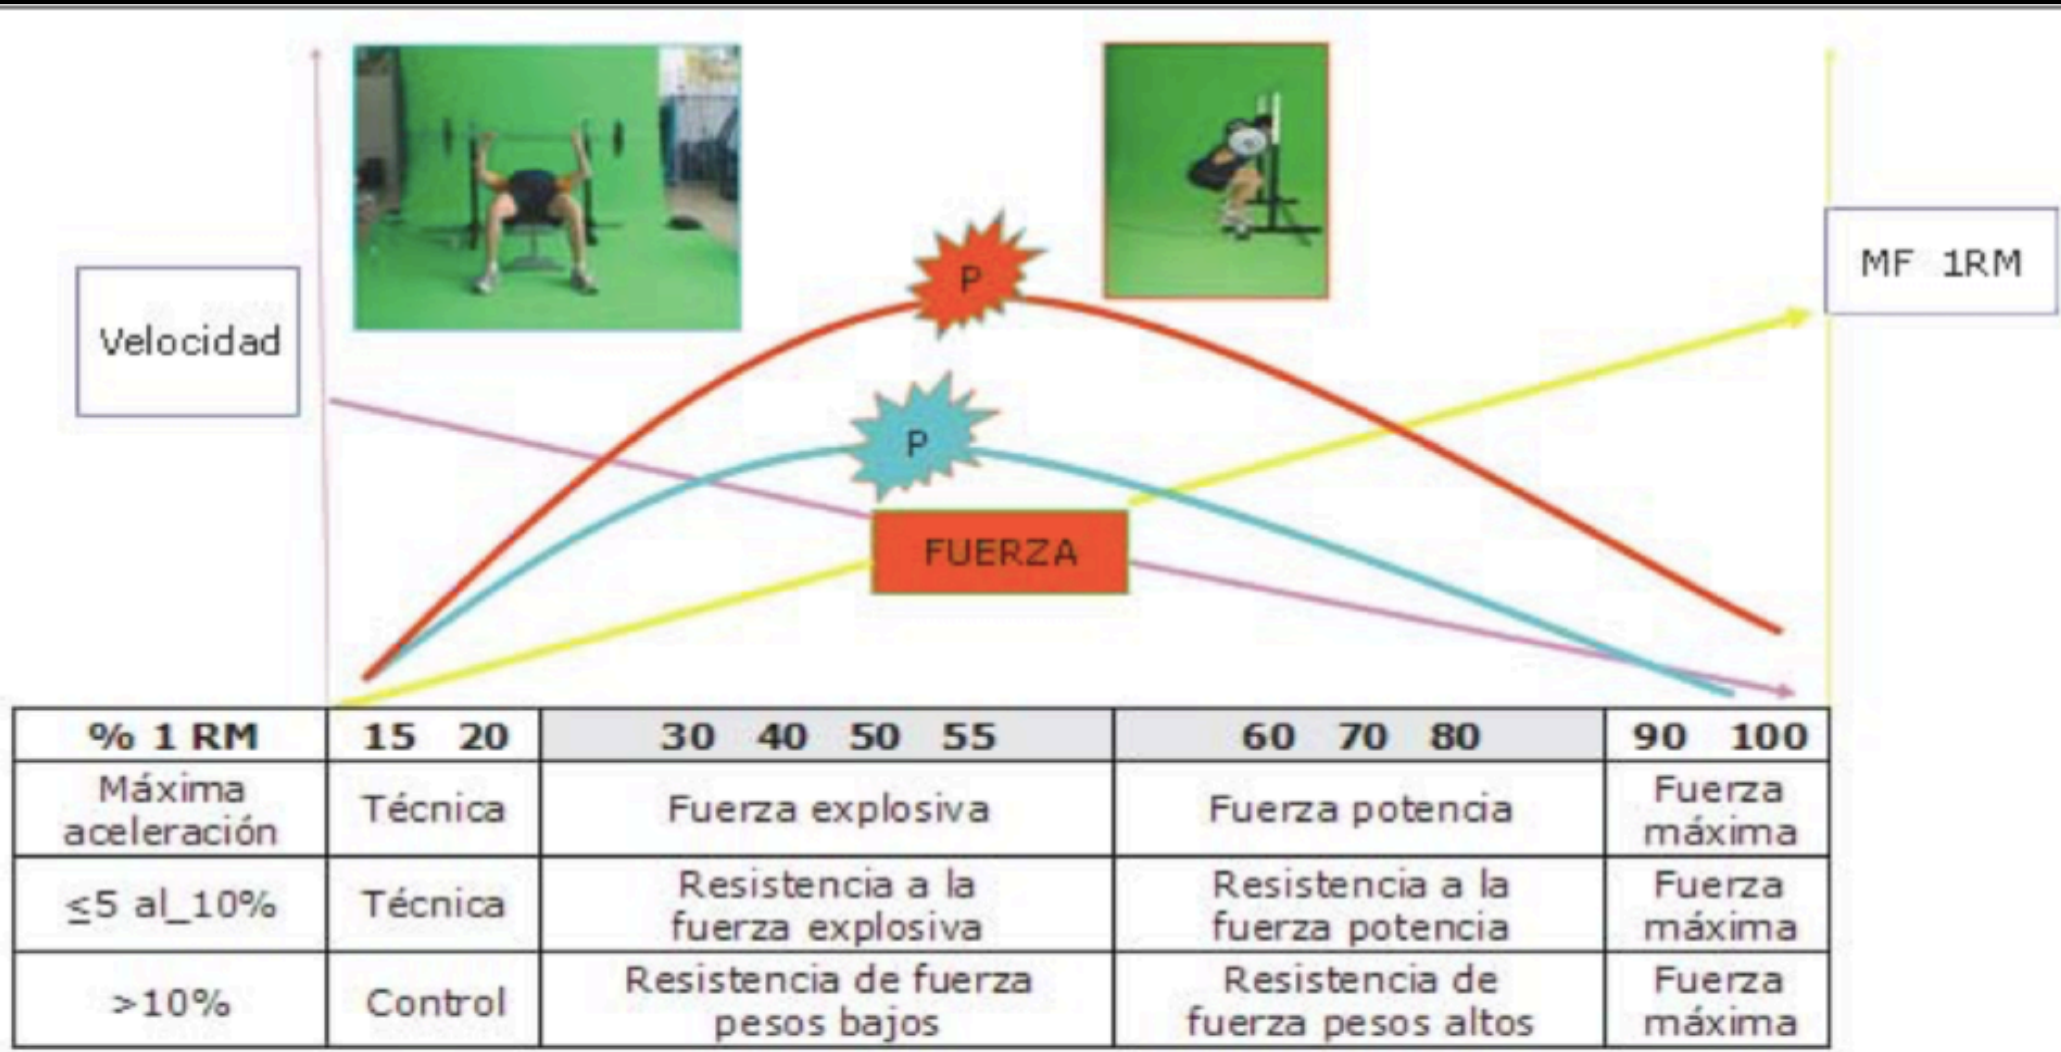 P
MF 1RM
Velocidad
P
FUERZA
% 1 RM 15 20 30 40 50 55 60 70 80 90 100
Máxima
aceleración
Técnica
Fuerza explosiva
Fuerza potencia
Fuerza
máxima
≤5 al_10%
Técnica
Resistencia a la
fuerza explosiva
Resistencia a la
fuerza potencia
Fuerza
máxima
>10%
Control
Resistencia de fuerza
pesos bajos
Resistencia de
fuerza pesos altos
Fuerza
máxima